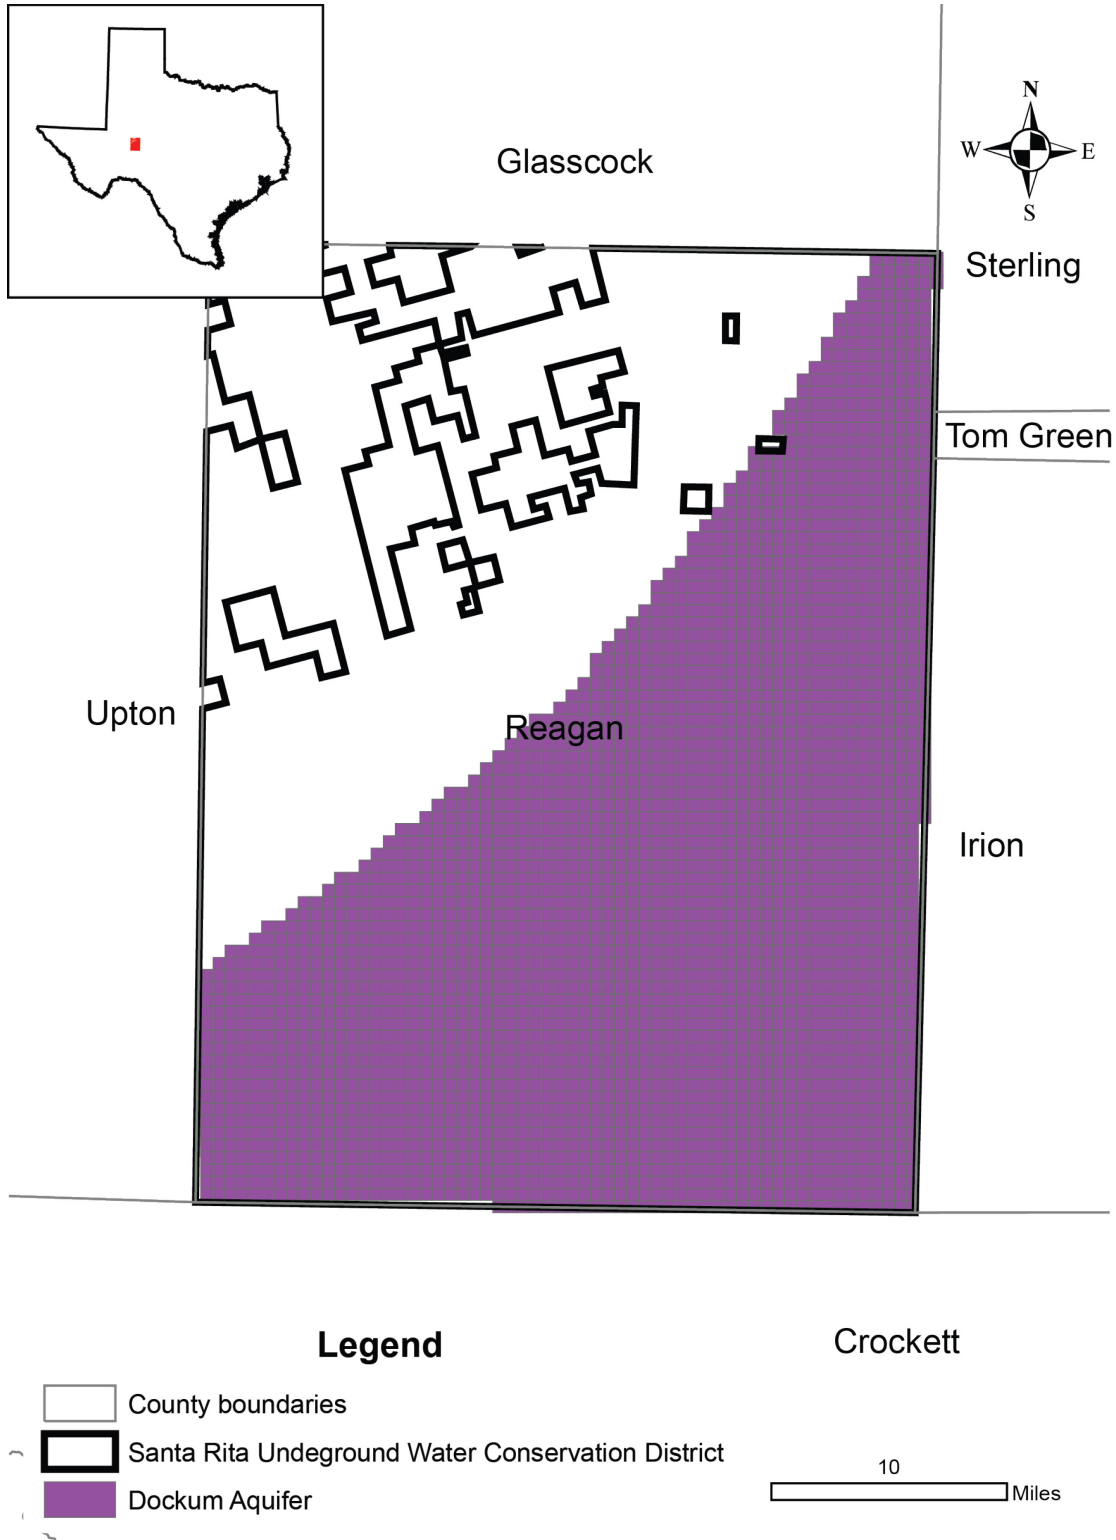 N
W
E
S
Glasscock
Sterling
Tom Green
Upton
Reagan
Irion
Legend
Crockett
County boundaries
Santa Rita Undeground Water Conservation District
Dockum Aquifer
10
Miles